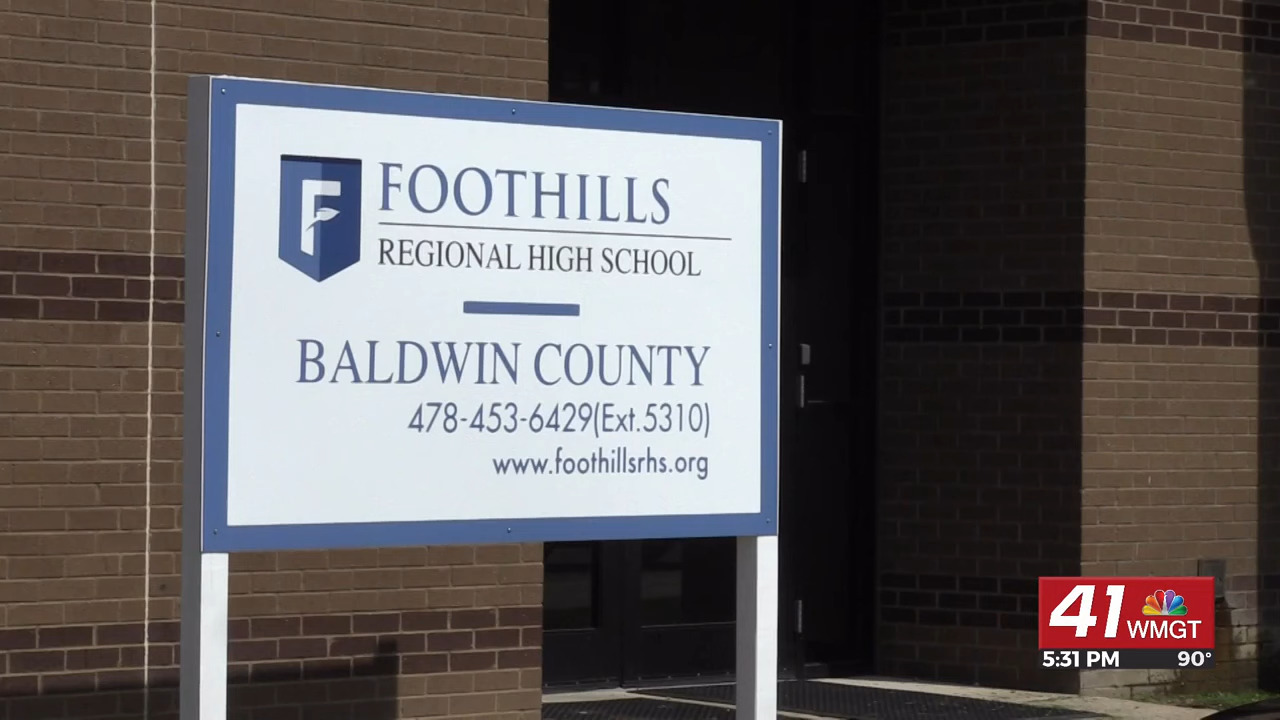 F
FOOTHILLS
REGIONAL HIGH SCHOOL
BALDWIN COUNTY
478-453-6429(Ext.5310)
www.foothillsrhs.org
41
WMGT
5:31 PM 90°